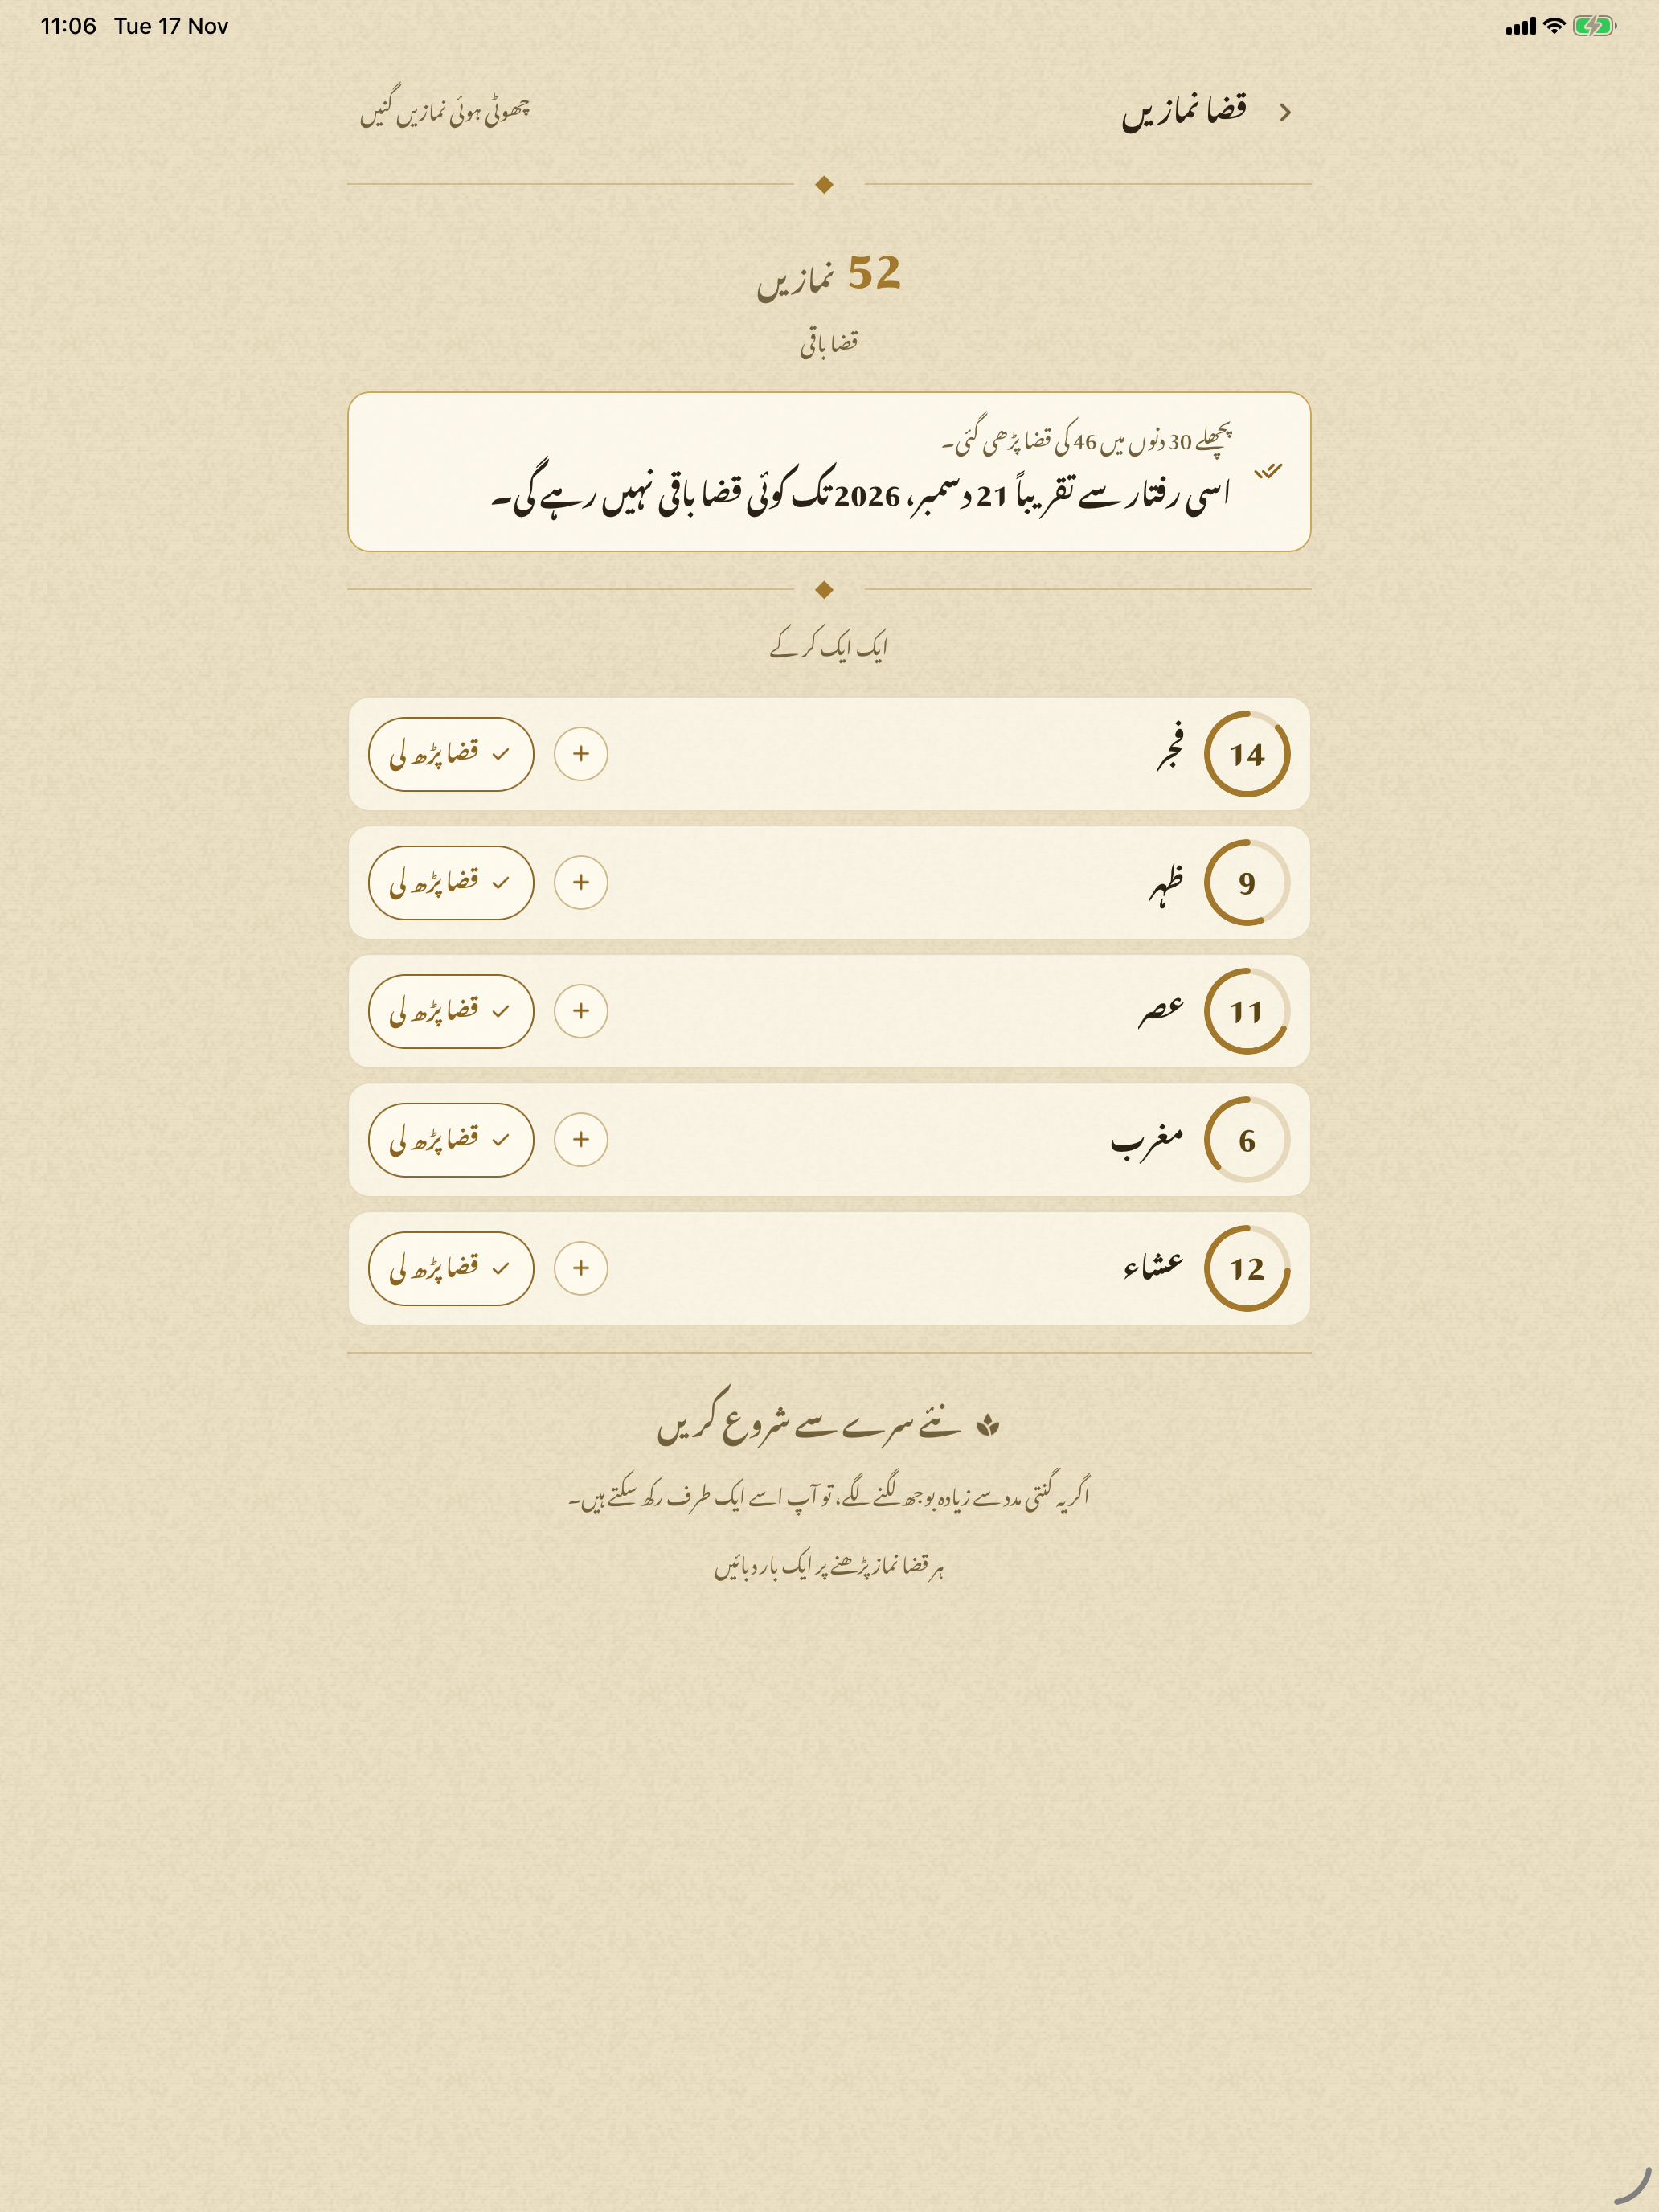 11:06 Tue 17 Nov
قضا نمازیں
چھوٹی ہوئی نمازیں گنیں
52 نمازیں
قضا باقی
پچھلے 30 دنوں میں 46 کی قضا پڑھی گئی۔
اسی رفتار سے تقریباً 21 دسمبر، 2026 تک کوئی قضا باقی نہیں رہے گی۔
ایک ایک کر کے
14 فجر + قضا پڑھ لی
9 ظہر + قضا پڑھ لی
11 عصر + قضا پڑھ لی
6 مغرب + قضا پڑھ لی
12 عشاء + قضا پڑھ لی
نئے سرے سے شروع کریں
اگر یہ گنتی مدد سے زیادہ بوجھ لگنے لگے، تو آپ اسے ایک طرف رکھ سکتے ہیں۔
ہر قضا نماز پڑھنے پر ایک بار دبائیں